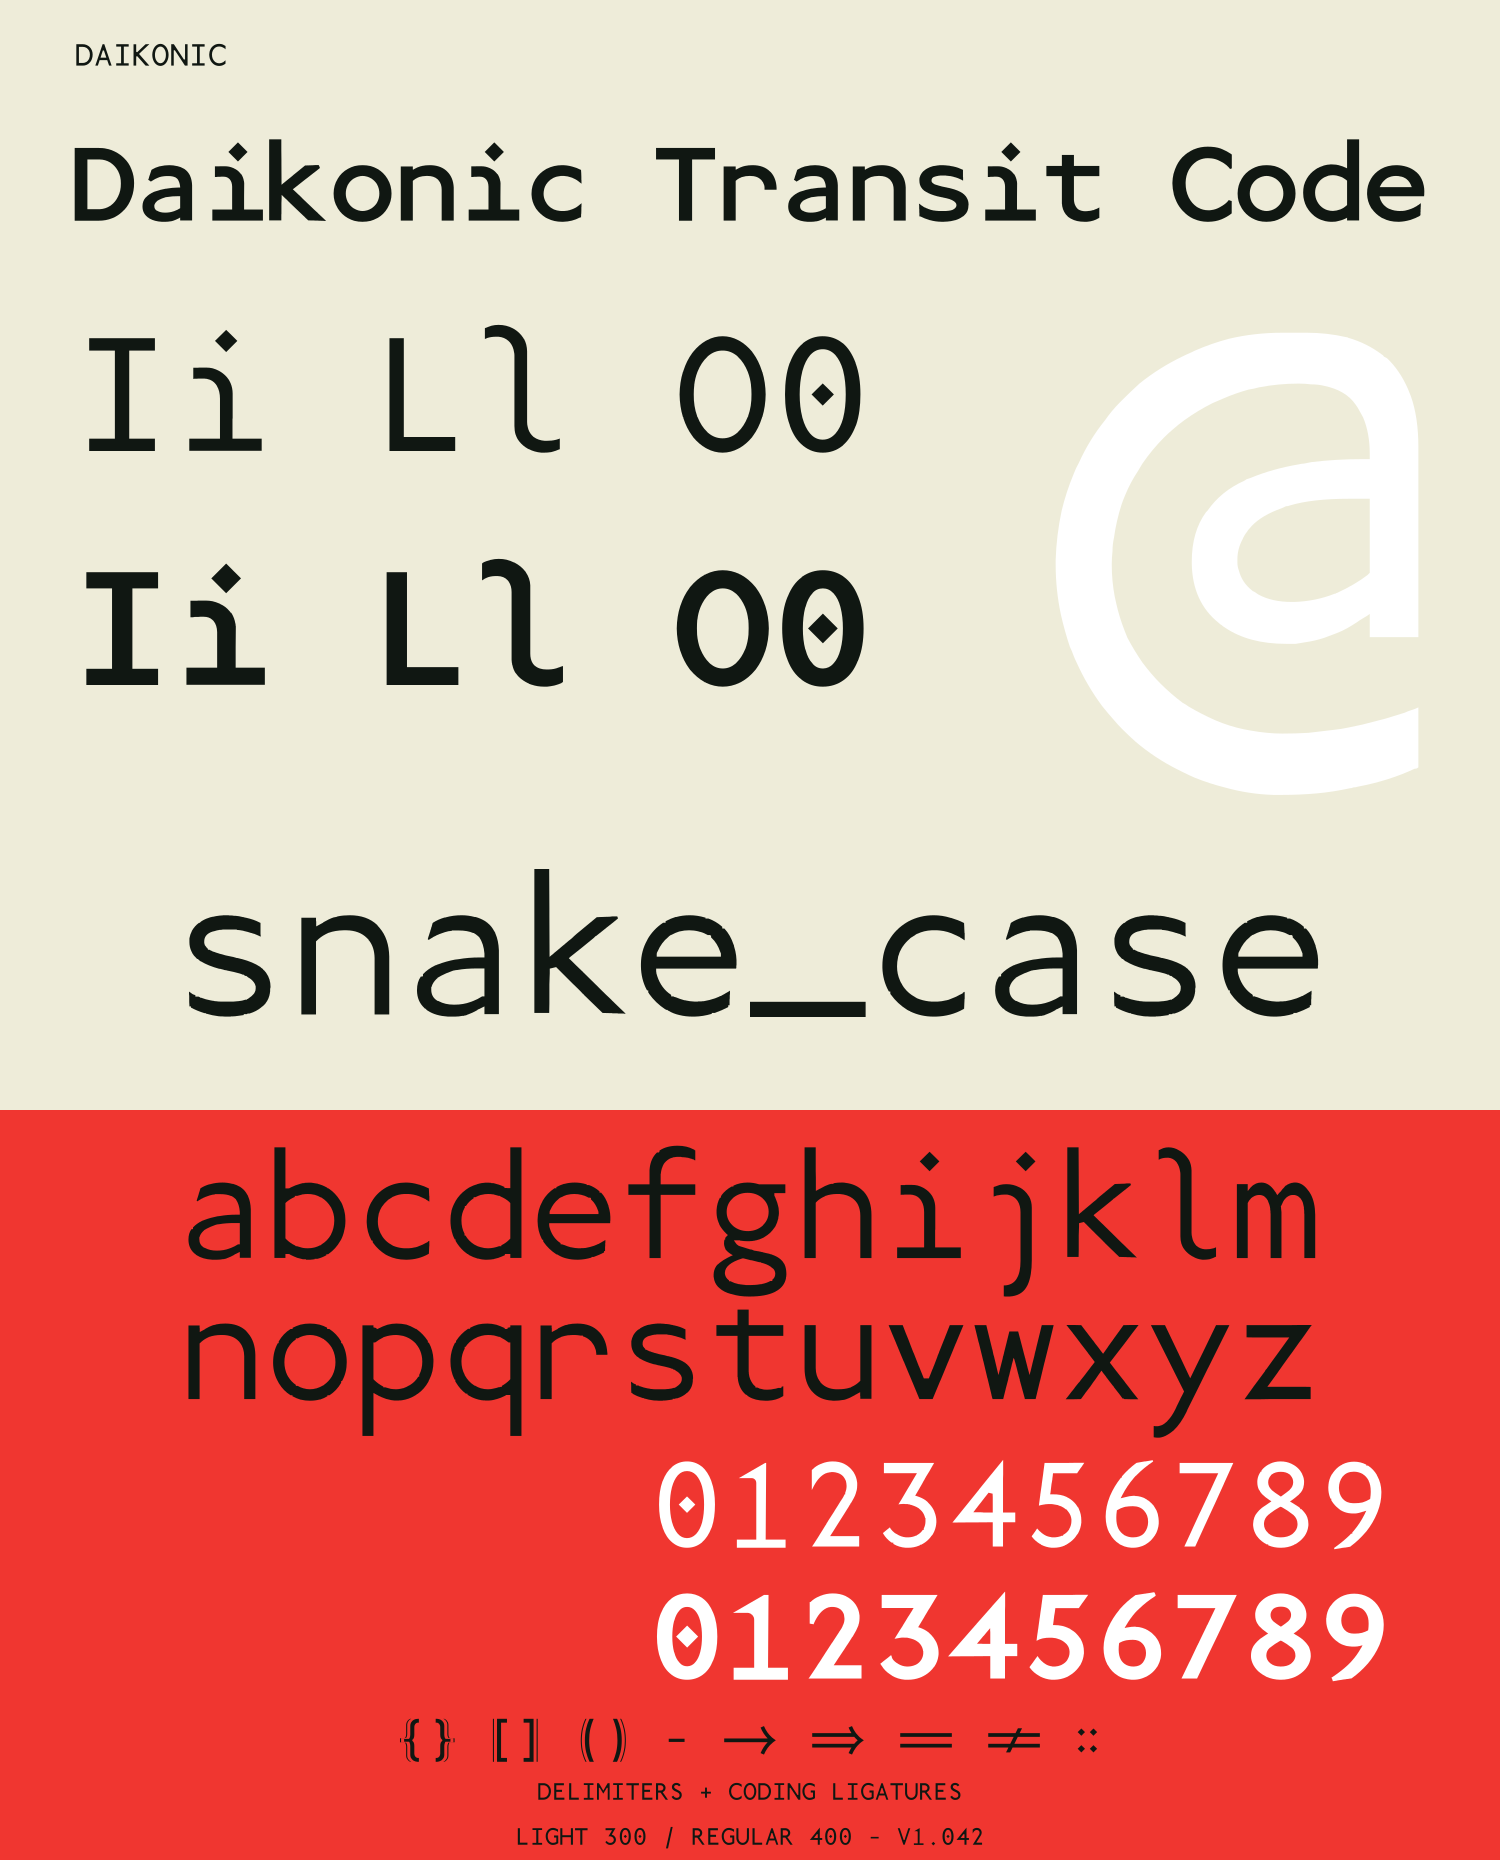 DAIKONIC
Daikonic Transit Code
Ii Ll O0
@
Ii Ll O0
snake_case
abcdefghijklm
nopqrstuvwxyz
0123456789
0123456789
{} [] () - → ⇒ == ≠ ::
DELIMITERS + CODING LIGATURES
LIGHT 300 / REGULAR 400 - V1.042